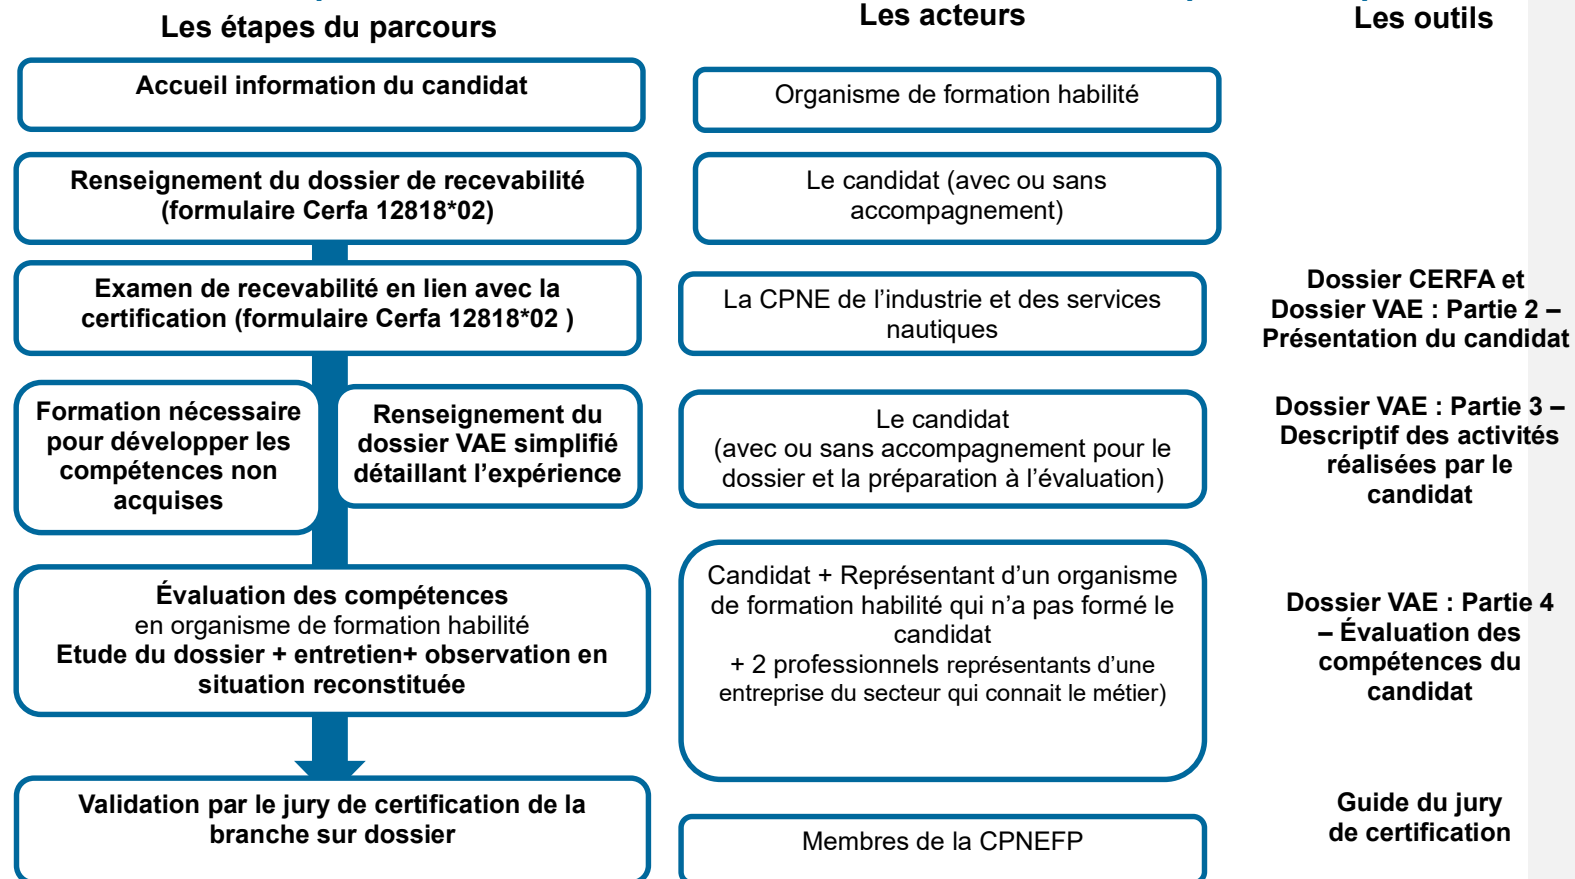 Les étapes du parcours
Les acteurs
Les outils
Accueil information du candidat
Organisme de formation habilité
Renseignement du dossier de recevabilité
(formulaire Cerfa 12818*02)
Le candidat (avec ou sans
accompagnement)
Examen de recevabilité en lien avec la
certification (formulaire Cerfa 12818*02 )
La CPNE de l’industrie et des services
nautiques
Dossier CERFA et
Dossier VAE : Partie 2 –
Présentation du candidat
Formation nécessaire
pour développer les
compétences non
acquises
Renseignement du
dossier VAE simplifié
détaillant l’expérience
Le candidat
(avec ou sans accompagnement pour le
dossier et la préparation à l’évaluation)
Dossier VAE : Partie 3 –
Descriptif des activités
réalisées par le
candidat
Évaluation des compétences
en organisme de formation habilité
Etude du dossier + entretien+ observation en
situation reconstituée
Candidat + Représentant d’un organisme
de formation habilité qui n’a pas formé le
candidat
+ 2 professionnels représentants d’une
entreprise du secteur qui connait le métier)
Dossier VAE : Partie 4
– Évaluation des
compétences du
candidat
Validation par le jury de certification de la
branche sur dossier
Membres de la CPNEFP
Guide du jury
de certification